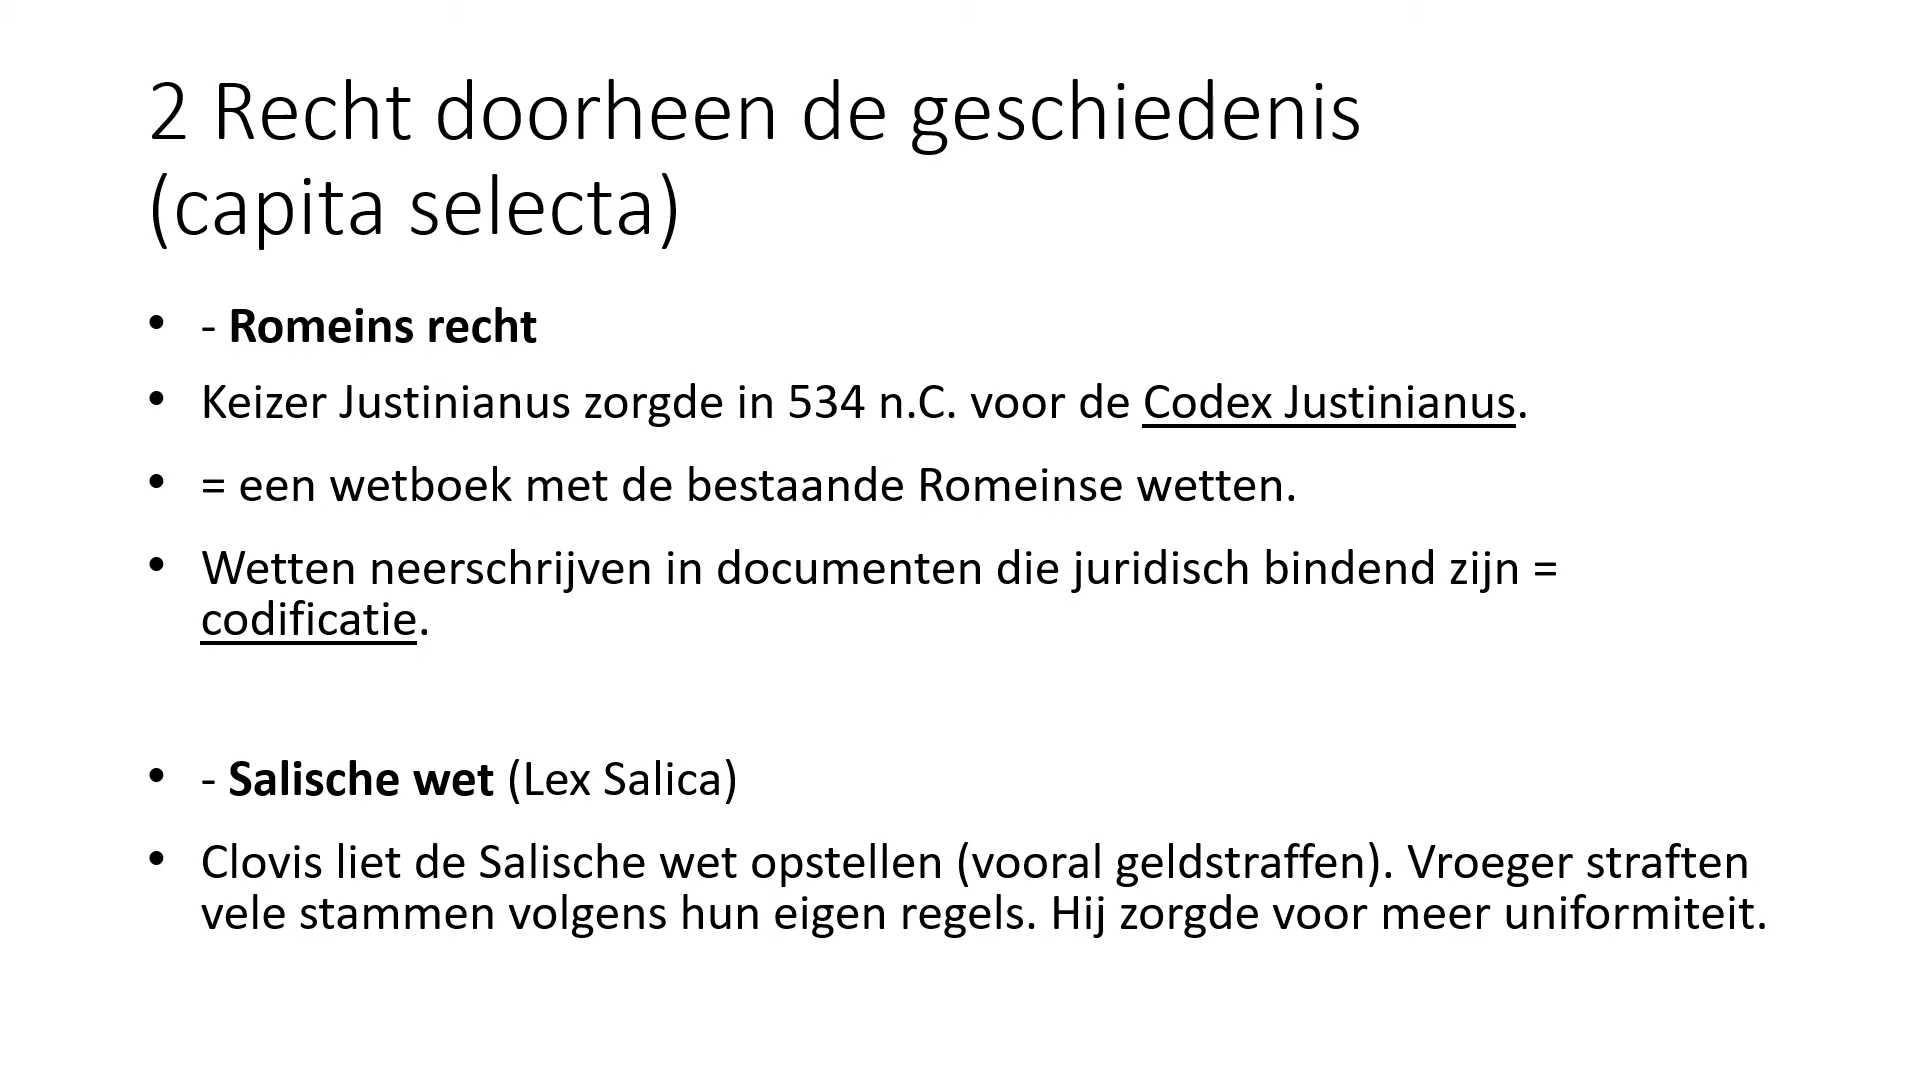 2 Recht doorheen de geschiedenis
(capita selecta)
• - Romeins recht
• Keizer Justinianus zorgde in 534 n.C. voor de Codex Justinianus.
• = een wetboek met de bestaande Romeinse wetten.
• Wetten neerschrijven in documenten die juridisch bindend zijn =
codificatie.
• - Salische wet (Lex Salica)
• Clovis liet de Salische wet opstellen (vooral geldstraffen). Vroeger straften
vele stammen volgens hun eigen regels. Hij zorgde voor meer uniformiteit.